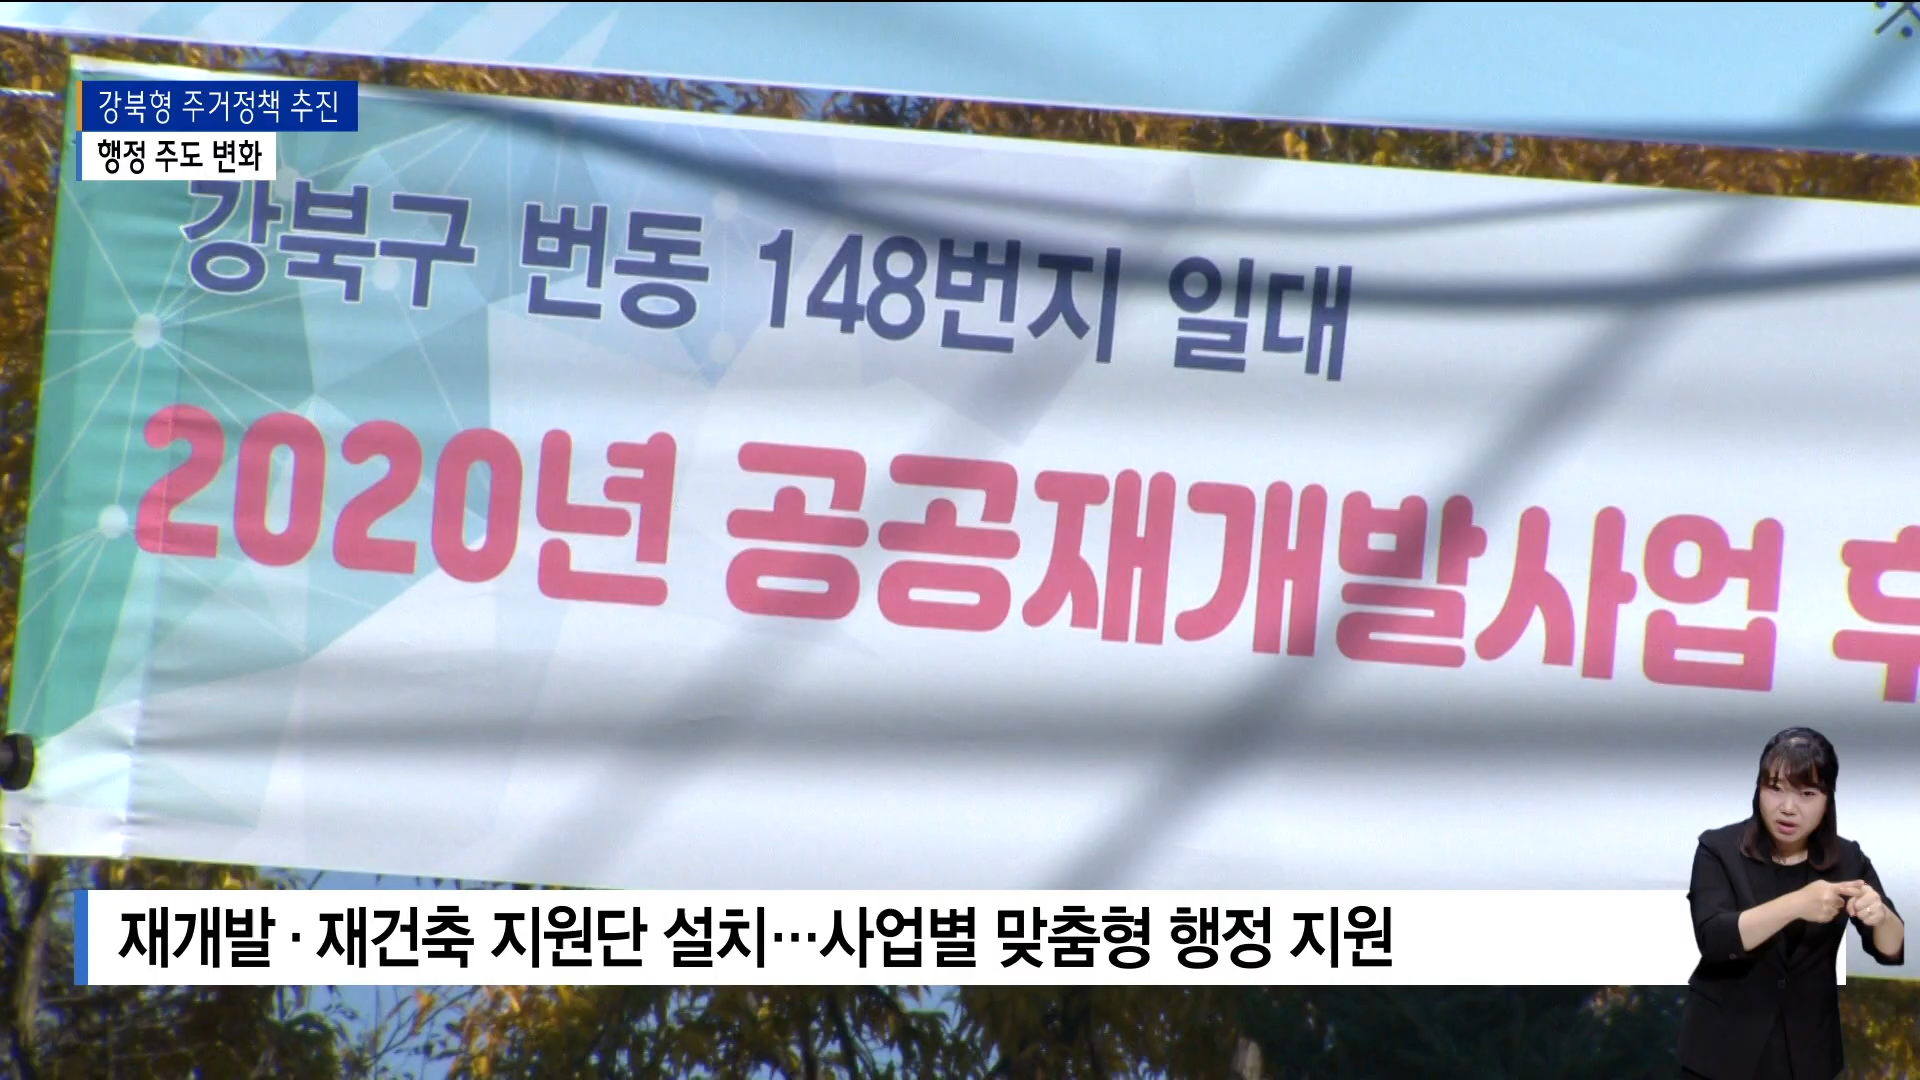 강북형 주거정책 추진
행정 주도 변화
강북구 번동 148번지 일대
2020년 공공재개발사업
재개발·재건축 지원단 설치…사업별 맞춤형 행정 지원